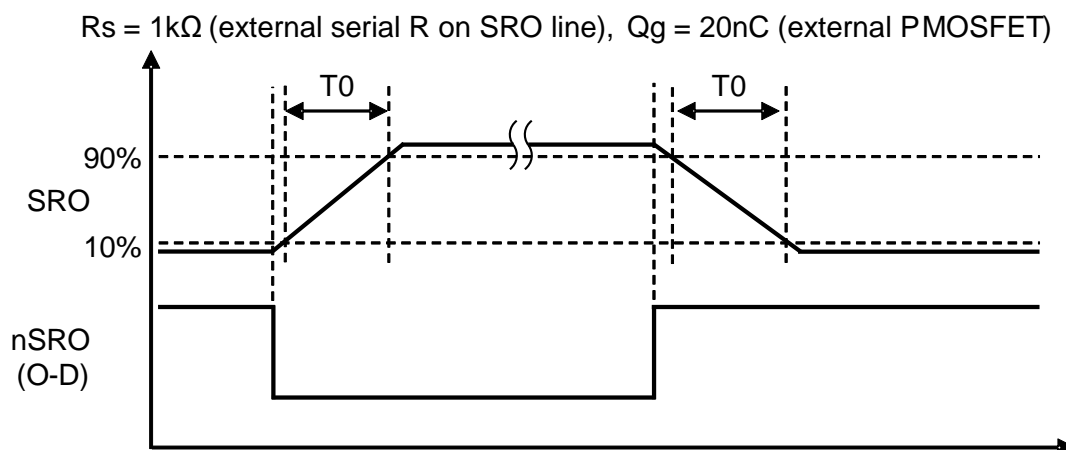 Rs = 1kΩ (external serial R on SRO line), Qg = 20nC (external PMOSFET)
T0
T0
90%
SRO
10%
nSRO
(O-D)